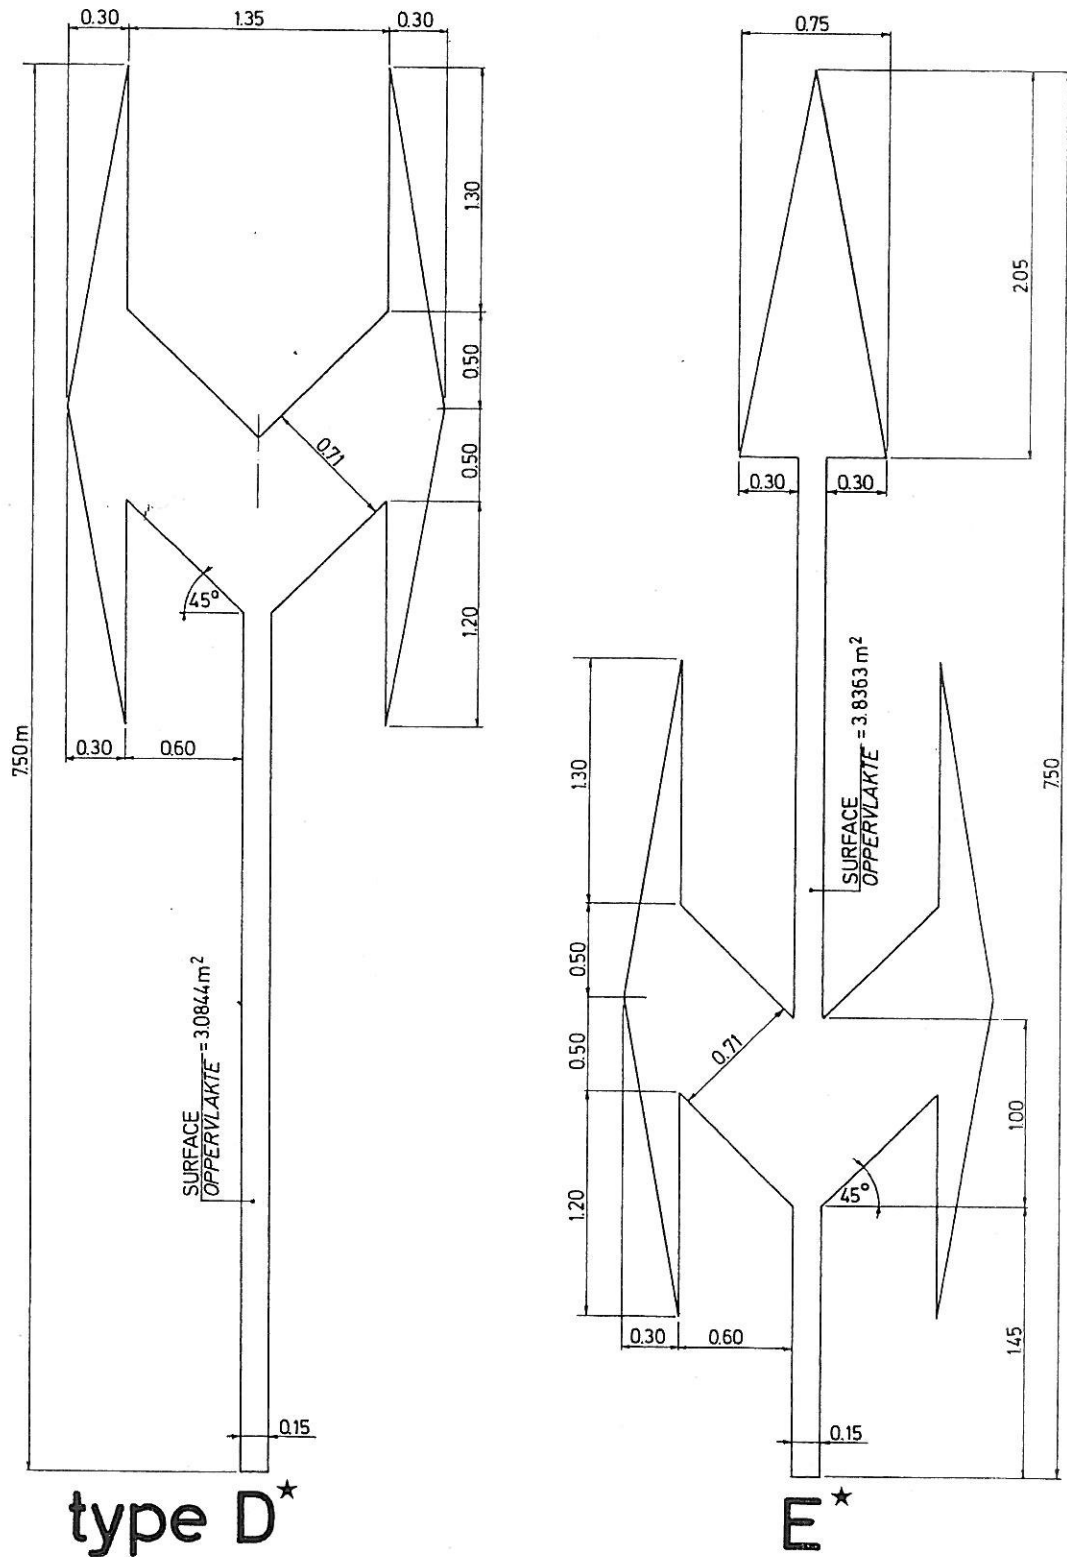 0.30 1.35 0.30
1.30
0.50
0.50
0.71
45°
1.20
0.30 0.60
7.50 m
SURFACE
OPPERVLAKTE = 3.0844 m²
0.15
type D★
0.75
2.05
0.30 0.30
SURFACE
OPPERVLAKTE = 3.8363 m²
1.30
7.50
0.50
0.50
0.71
1.00
45°
1.20
0.30 0.60
1.45
0.15
E★